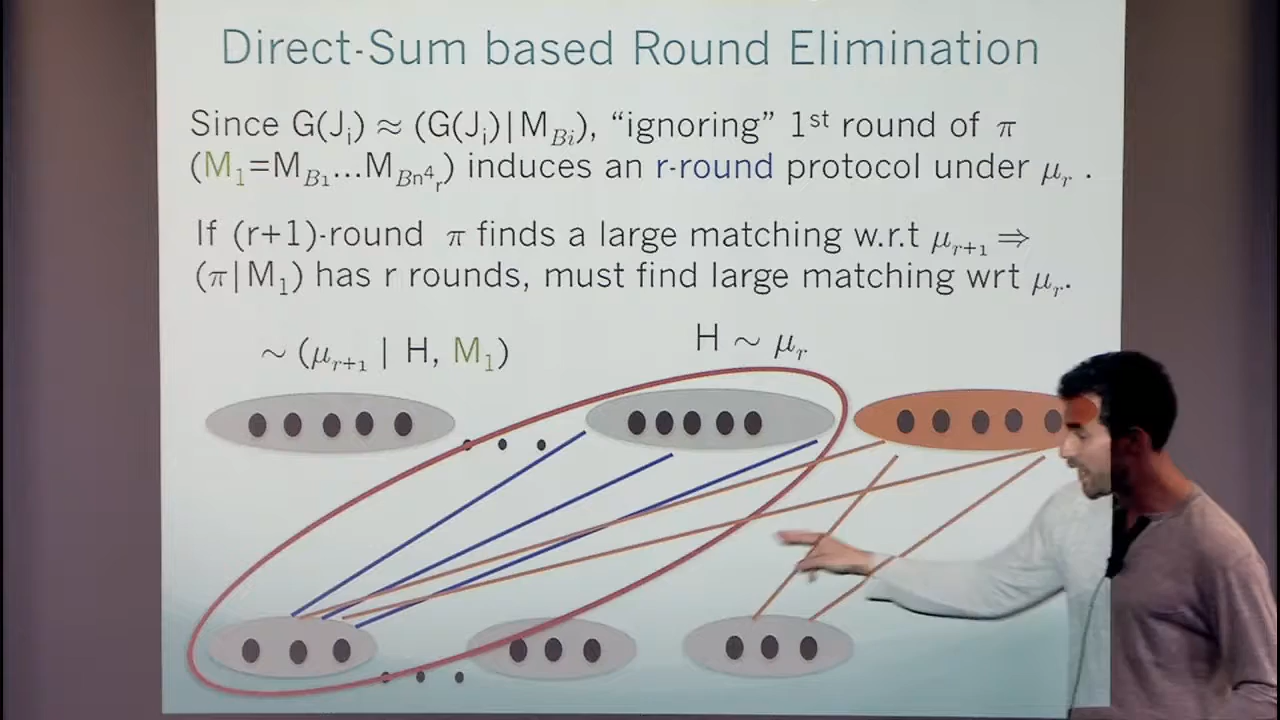 Direct-Sum based Round Elimination
Since G(Jᵢ) ≈ (G(Jᵢ)|M_Bi), “ignoring” 1ˢᵗ round of π
(M₁=M_B₁...M_Bn⁴ᵣ) induces an r-round protocol under μᵣ .
If (r+1)-round π finds a large matching w.r.t μᵣ₊₁ ⇒
(π|M₁) has r rounds, must find large matching wrt μᵣ.
~ (μᵣ₊₁ | H, M₁)
H ~ μᵣ